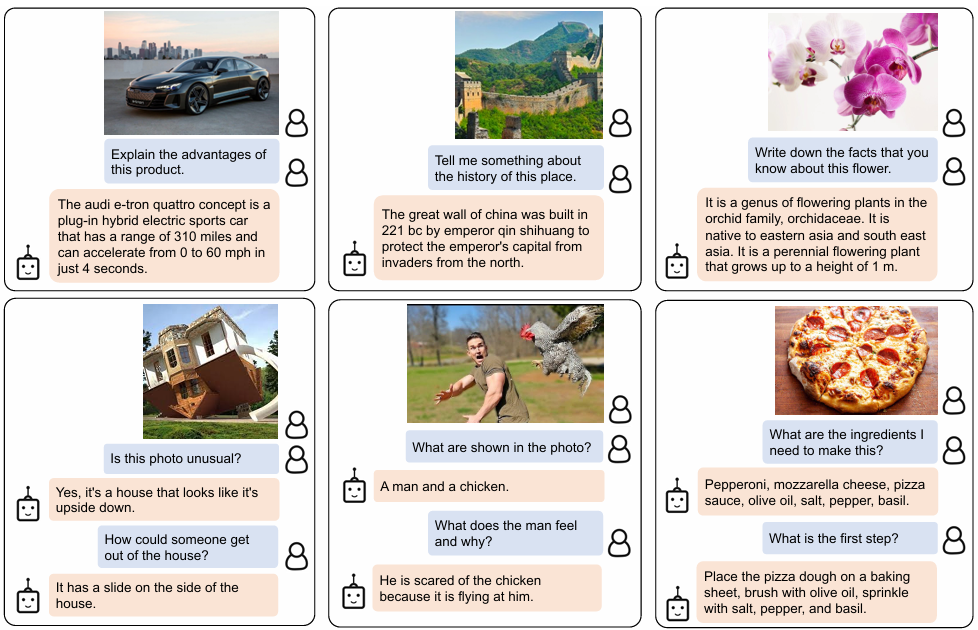 Explain the advantages of
this product.
The audi e-tron quattro concept is a
plug-in hybrid electric sports car
that has a range of 310 miles and
can accelerate from 0 to 60 mph in
just 4 seconds.
Tell me something about
the history of this place.
The great wall of china was built in
221 bc by emperor qin shihuang to
protect the emperor's capital from
invaders from the north.
Write down the facts that you
know about this flower.
It is a genus of flowering plants in the
orchid family, orchidaceae. It is
native to eastern asia and south east
asia. It is a perennial flowering plant
that grows up to a height of 1 m.
Is this photo unusual?
Yes, it's a house that looks like it's
upside down.
How could someone get
out of the house?
It has a slide on the side of the
house.
What are shown in the photo?
A man and a chicken.
What does the man feel
and why?
He is scared of the chicken
because it is flying at him.
What are the ingredients I
need to make this?
Pepperoni, mozzarella cheese, pizza
sauce, olive oil, salt, pepper, basil.
What is the first step?
Place the pizza dough on a baking
sheet, brush with olive oil, sprinkle
with salt, pepper, and basil.